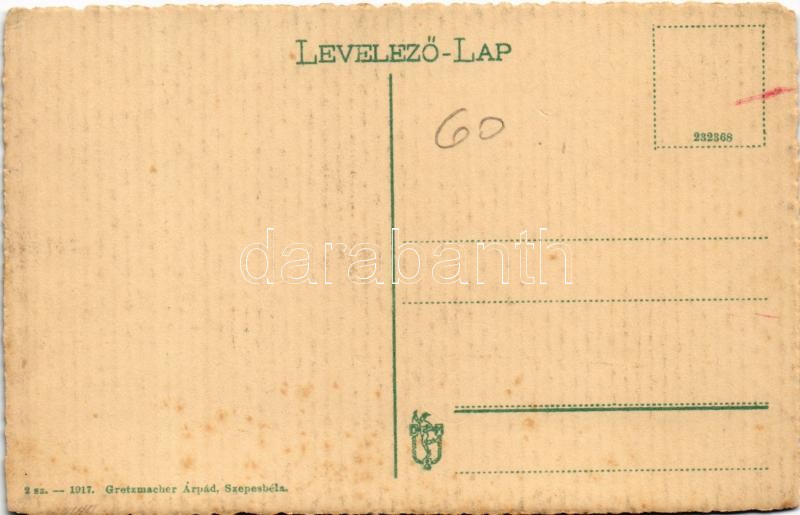 LEVELEZŐ-LAP
60
232368
darabanth
2 sz. — 1917. Gretzmacher Árpád, Szepesbéla.